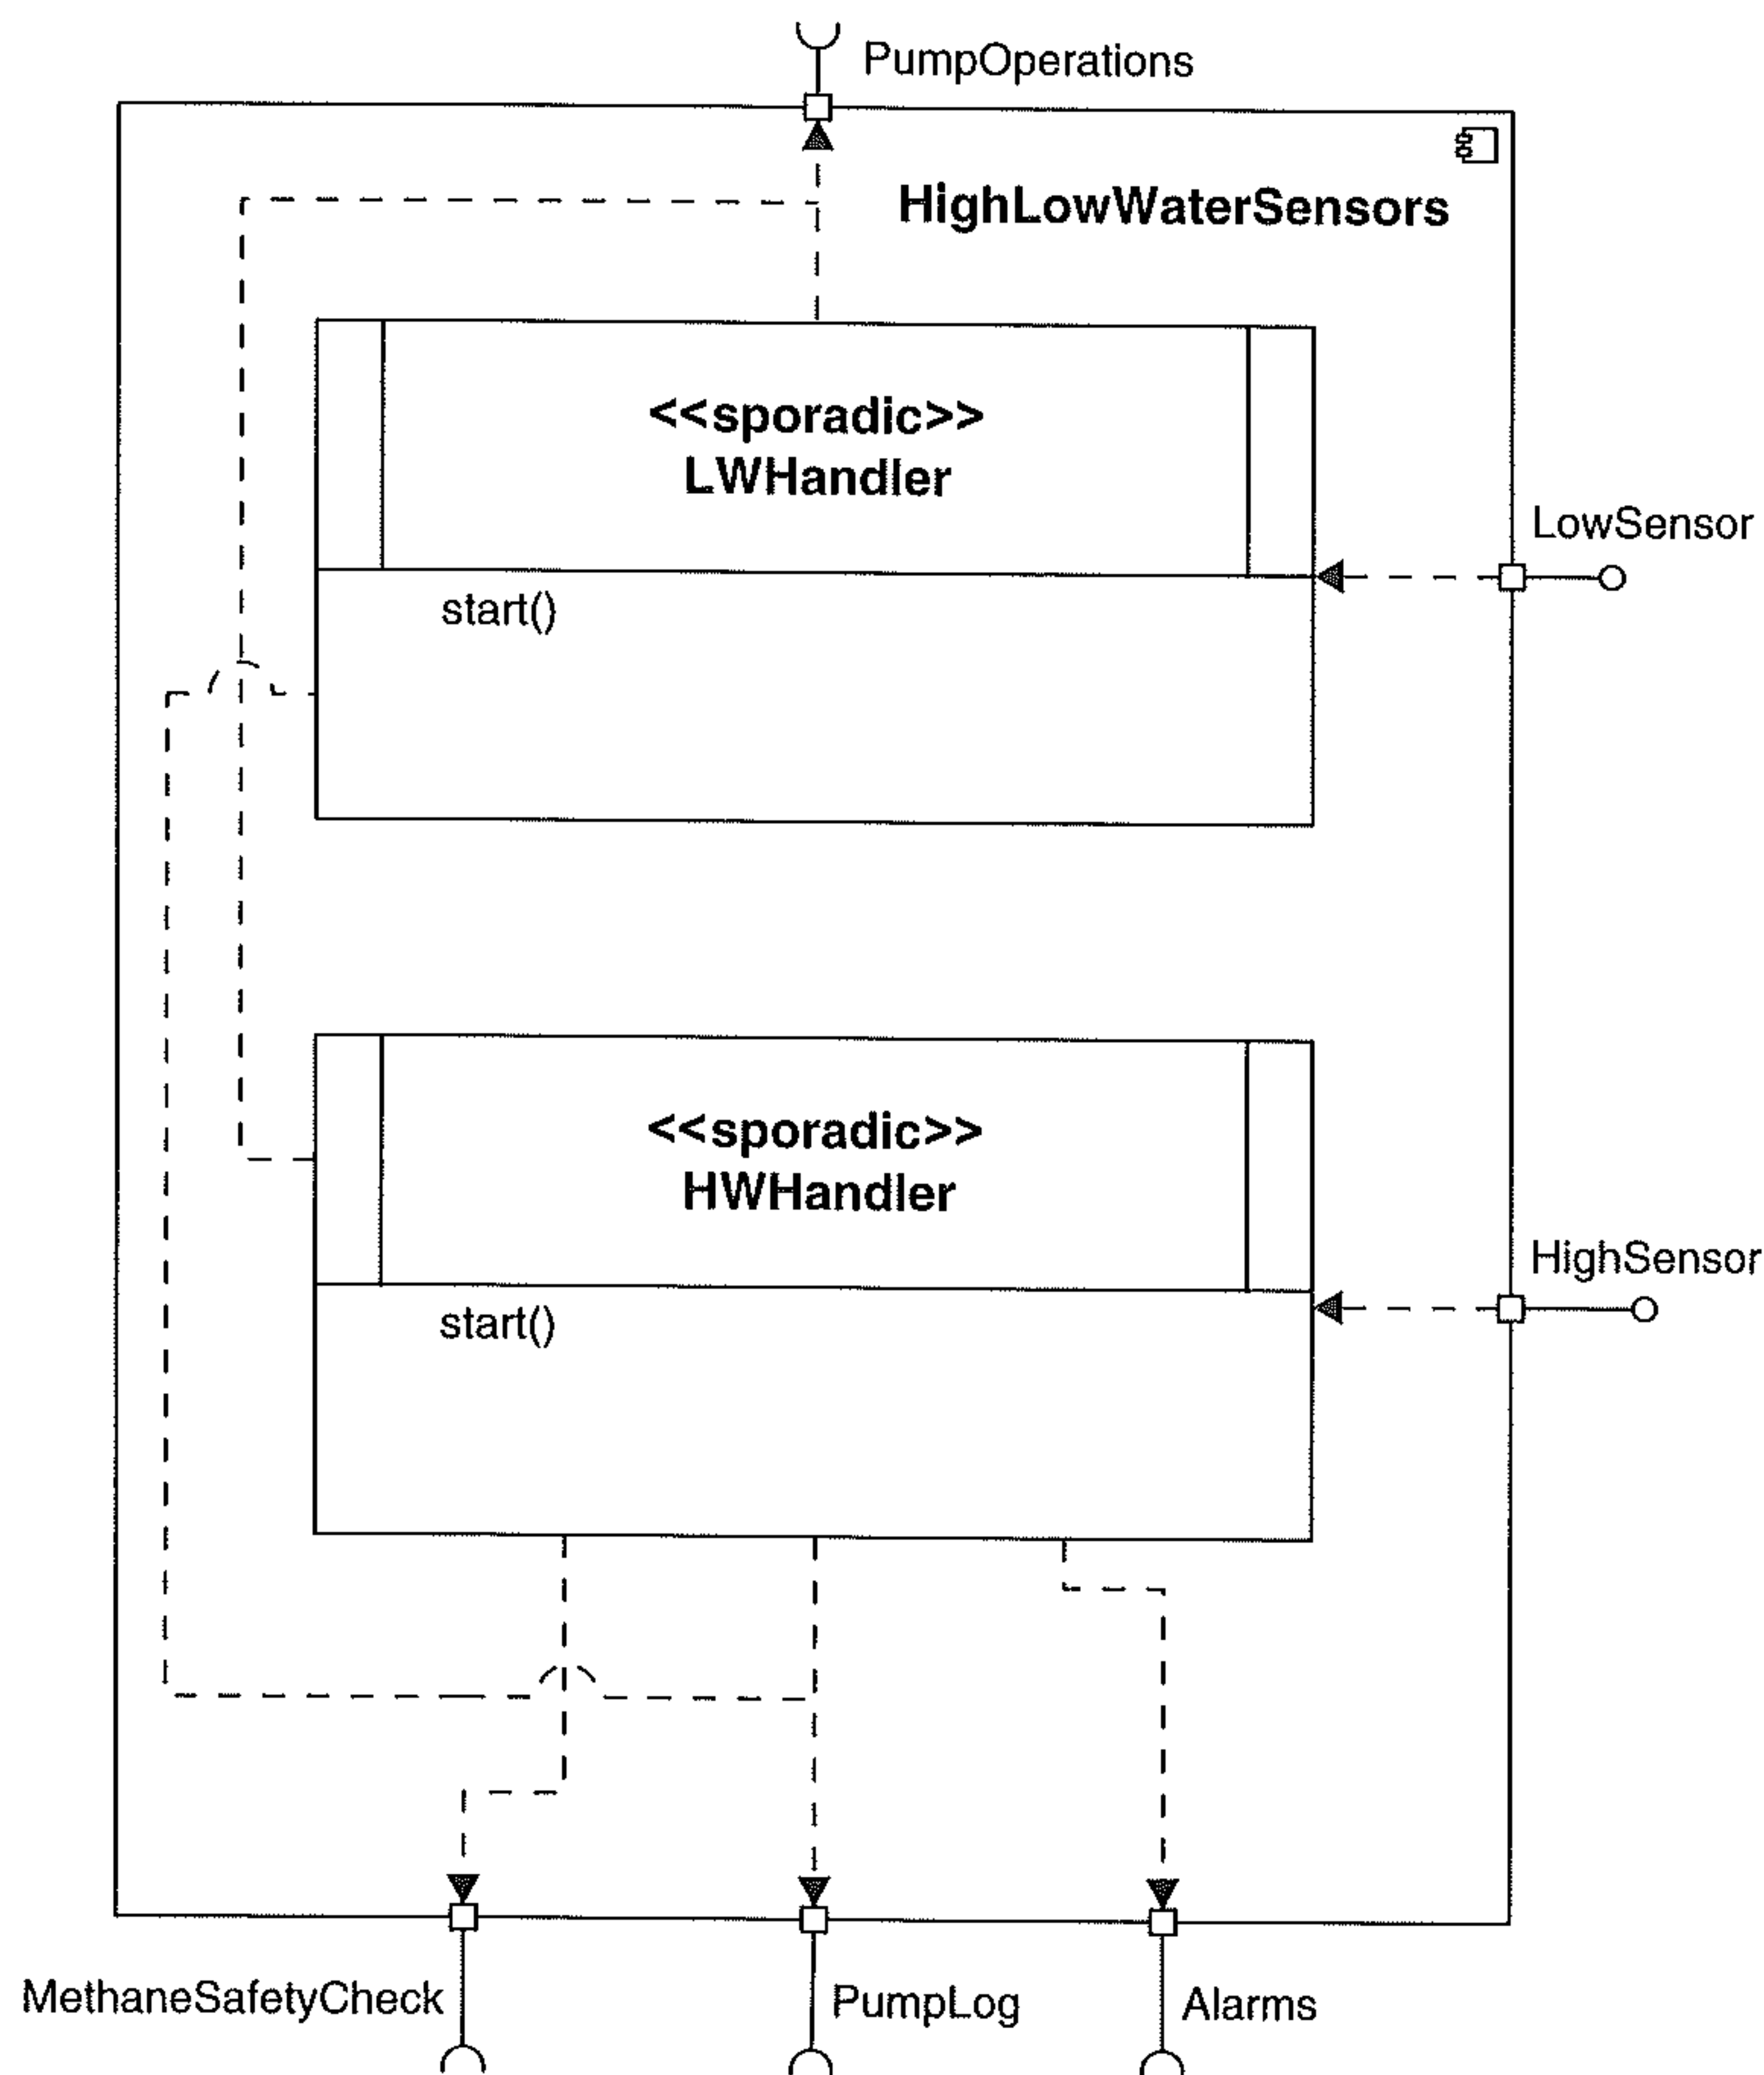 PumpOperations
HighLowWaterSensors
<<sporadic>>
LWHandler
LowSensor
start()
<<sporadic>>
HWHandler
HighSensor
start()
MethaneSafetyCheck
PumpLog
Alarms